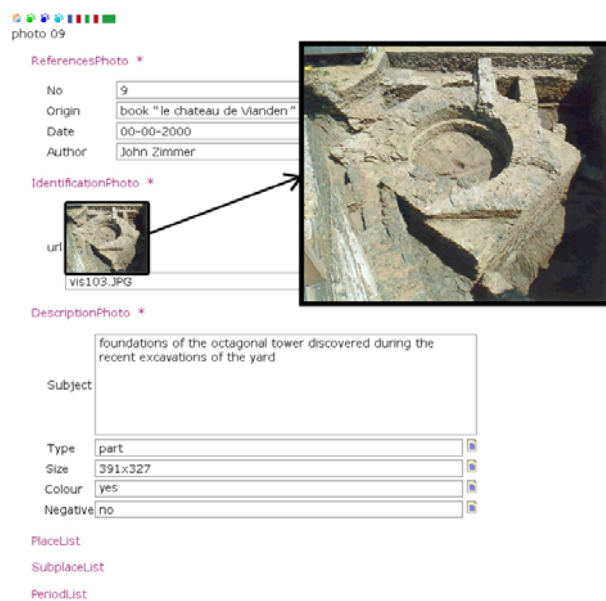 photo 09
ReferencesPhoto *
No 9
Origin book "le chateau de Vianden"
Date 00-00-2000
Author John Zimmer
IdentificationPhoto *
url
vis103.JPG
DescriptionPhoto *
foundations of the octagonal tower discovered during the
recent excavations of the yard
Subject
Type part
Size 391x327
Colour yes
Negative no
PlaceList
SubplaceList
PeriodList